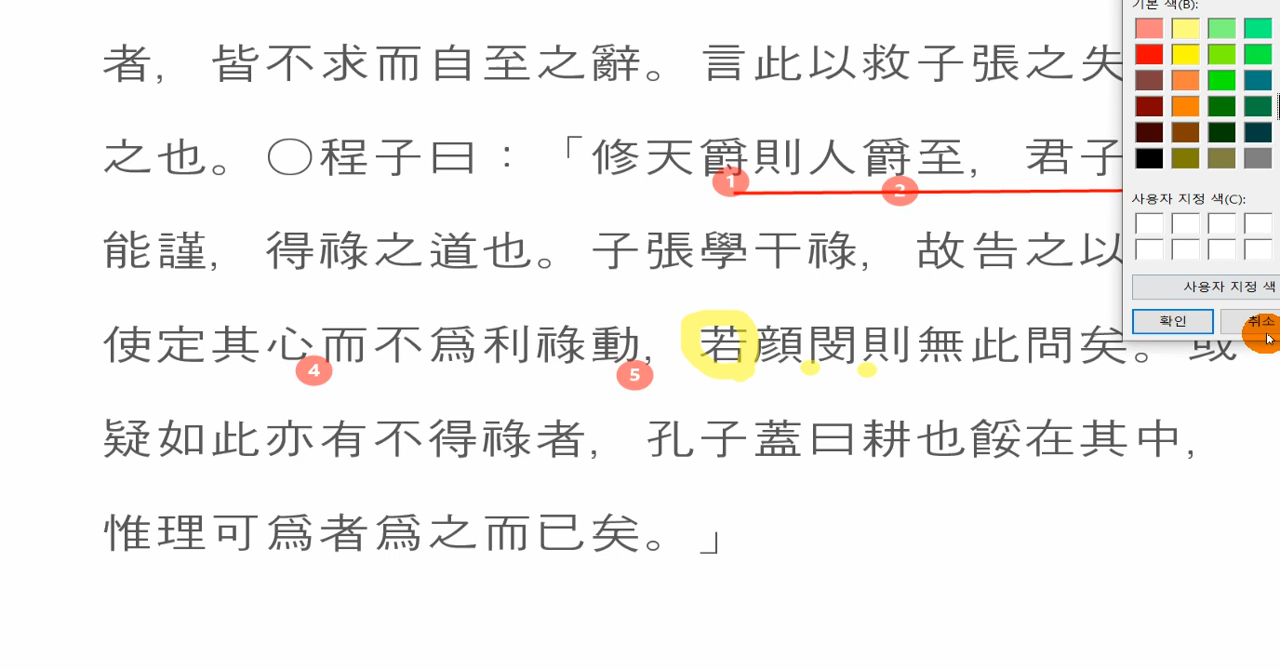 者, 皆不求而自至之辭。言此以救子張之失
之也。○程子曰：「修天爵則人爵至, 君子
能謹, 得祿之道也。子張學干祿, 故告之以
使定其心而不爲利祿動, 若顔閔則無此問矣。或
疑如此亦有不得祿者, 孔子蓋曰耕也餒在其中,
惟理可爲者爲之而已矣。」
1
2
4
5
기본 색(B):
사용자 지정 색(C):
사용자 지정 색
확인
취소